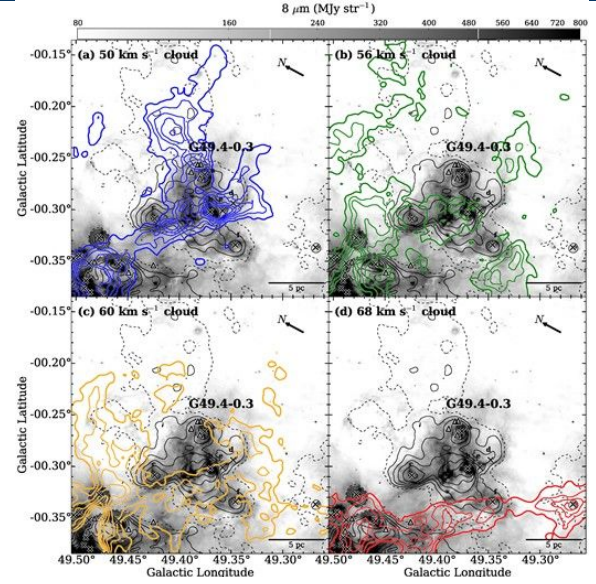 8 μm (MJy str⁻¹)
80 160 240 320 400 480 560 640 720 800
(a) 50 km s⁻¹ cloud
(b) 56 km s⁻¹ cloud
N
N
-00.15°
-00.20°
-00.25°
-00.30°
-00.35°
Galactic Latitude
G49.4-0.3
G49.4-0.3
5 pc
5 pc
(c) 60 km s⁻¹ cloud
(d) 68 km s⁻¹ cloud
N
N
-00.15°
-00.20°
-00.25°
-00.30°
-00.35°
Galactic Latitude
G49.4-0.3
G49.4-0.3
5 pc
5 pc
49.50° 49.45° 49.40° 49.35° 49.30° 49.50° 49.45° 49.40° 49.35° 49.30°
Galactic Longitude
Galactic Longitude